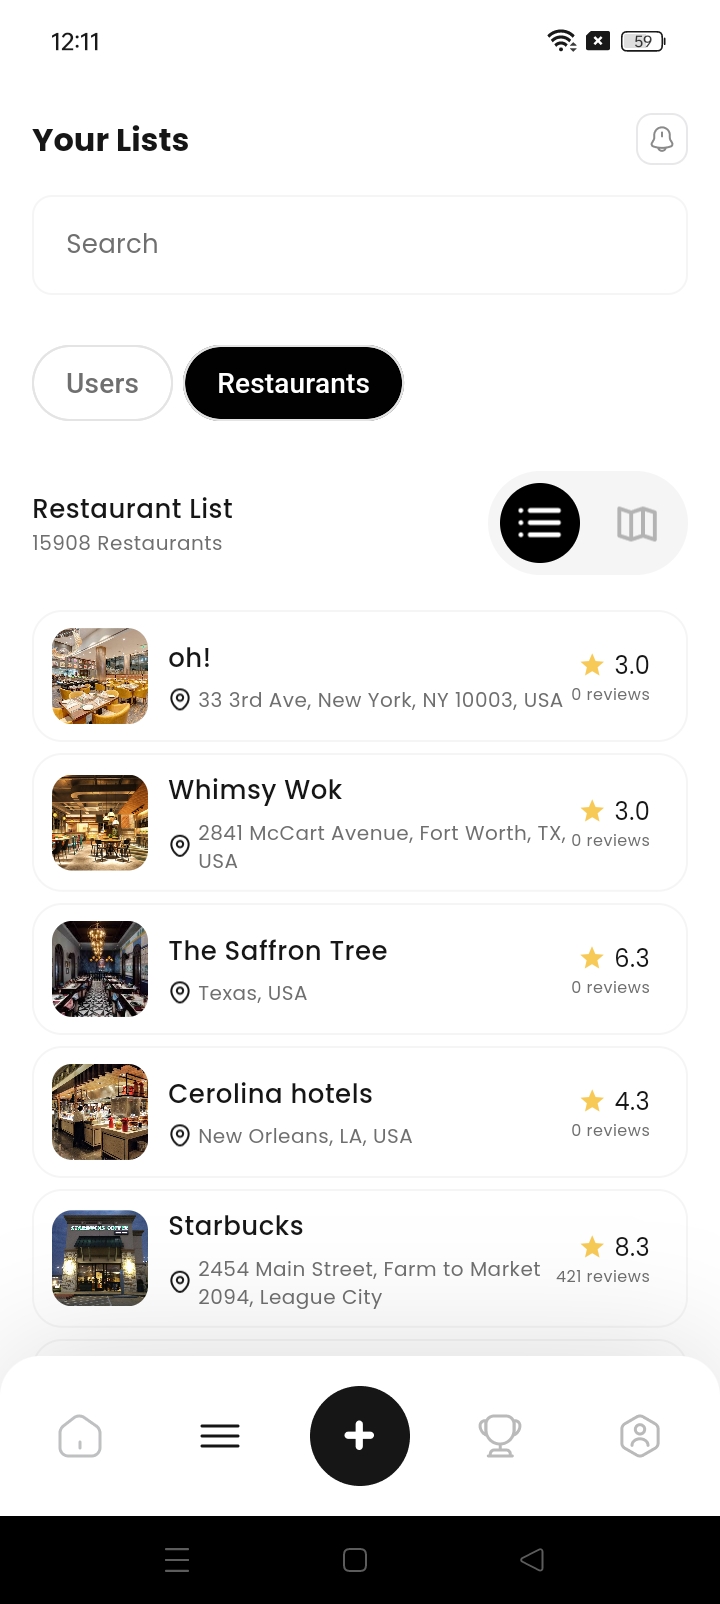 12:11
59
Your Lists
Search
Users
Restaurants
Restaurant List
15908 Restaurants
oh!
33 3rd Ave, New York, NY 10003, USA
3.0
0 reviews
Whimsy Wok
2841 McCart Avenue, Fort Worth, TX,
USA
3.0
0 reviews
The Saffron Tree
Texas, USA
6.3
0 reviews
Cerolina hotels
New Orleans, LA, USA
4.3
0 reviews
STARBUCKS COFFEE
Starbucks
2454 Main Street, Farm to Market
2094, League City
8.3
421 reviews